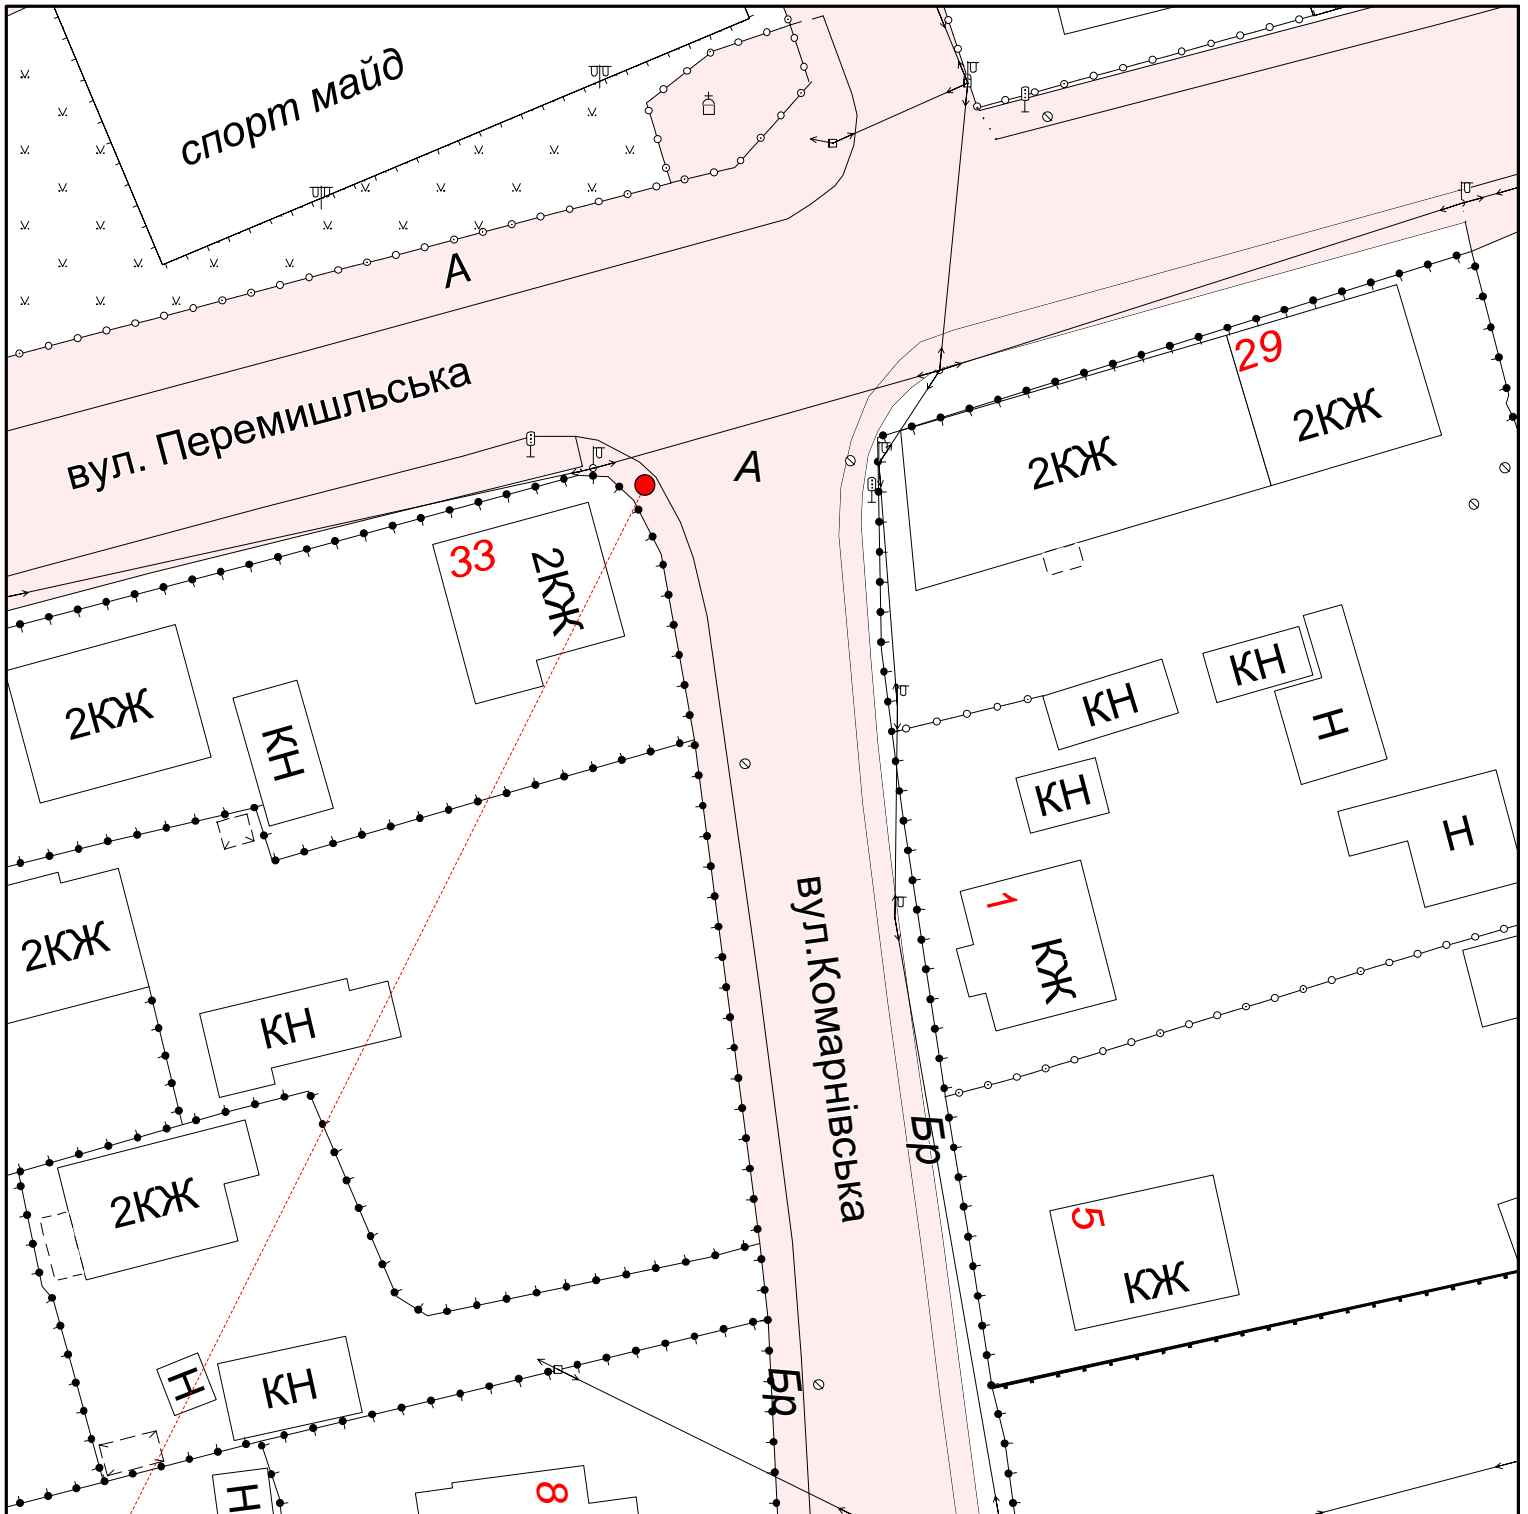 спорт майд
А
вул. Перемишльська
29
2КЖ
2КЖ
А
33
2КЖ
КН
Н
2КЖ
КН
КН
КН
Н
1
КЖ
2КЖ
вул.Комарнівська
КН
Бр
2КЖ
5
КЖ
Н
КН
Бр
Н
8